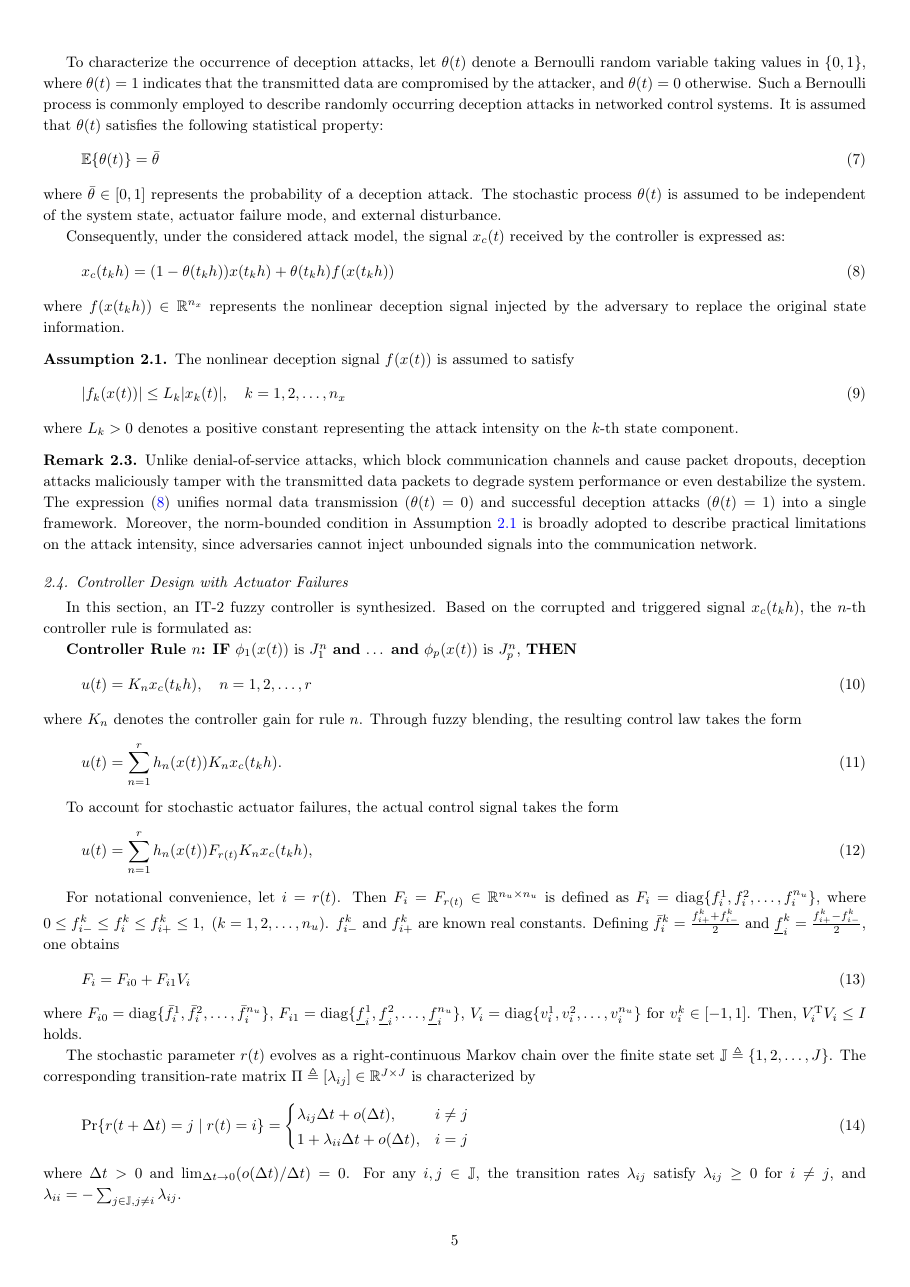 To characterize the occurrence of deception attacks, let θ(t) denote a Bernoulli random variable taking values in {0, 1},
where θ(t) = 1 indicates that the transmitted data are compromised by the attacker, and θ(t) = 0 otherwise. Such a Bernoulli
process is commonly employed to describe randomly occurring deception attacks in networked control systems. It is assumed
that θ(t) satisfies the following statistical property:
𝔼{θ(t)} = θ̄ (7)
where θ̄ ∈ [0, 1] represents the probability of a deception attack. The stochastic process θ(t) is assumed to be independent
of the system state, actuator failure mode, and external disturbance.
Consequently, under the considered attack model, the signal x_c(t) received by the controller is expressed as:
x_c(t_k h) = (1 − θ(t_k h))x(t_k h) + θ(t_k h)f(x(t_k h)) (8)
where f(x(t_k h)) ∈ ℝ^{n_x} represents the nonlinear deception signal injected by the adversary to replace the original state
information.
Assumption 2.1. The nonlinear deception signal f(x(t)) is assumed to satisfy
|f_k(x(t))| ≤ L_k|x_k(t)|, k = 1, 2, . . . , n_x (9)
where L_k > 0 denotes a positive constant representing the attack intensity on the k-th state component.
Remark 2.3. Unlike denial-of-service attacks, which block communication channels and cause packet dropouts, deception
attacks maliciously tamper with the transmitted data packets to degrade system performance or even destabilize the system.
The expression (8) unifies normal data transmission (θ(t) = 0) and successful deception attacks (θ(t) = 1) into a single
framework. Moreover, the norm-bounded condition in Assumption 2.1 is broadly adopted to describe practical limitations
on the attack intensity, since adversaries cannot inject unbounded signals into the communication network.
2.4. Controller Design with Actuator Failures
In this section, an IT-2 fuzzy controller is synthesized. Based on the corrupted and triggered signal x_c(t_k h), the n-th
controller rule is formulated as:
Controller Rule n: IF ϕ_1(x(t)) is J_1^n and . . . and ϕ_p(x(t)) is J_p^n, THEN
u(t) = K_n x_c(t_k h), n = 1, 2, . . . , r (10)
where K_n denotes the controller gain for rule n. Through fuzzy blending, the resulting control law takes the form
u(t) = ∑_{n=1}^{r} h_n(x(t))K_n x_c(t_k h). (11)
To account for stochastic actuator failures, the actual control signal takes the form
u(t) = ∑_{n=1}^{r} h_n(x(t))F_{r(t)}K_n x_c(t_k h), (12)
For notational convenience, let i = r(t). Then F_i = F_{r(t)} ∈ ℝ^{n_u×n_u} is defined as F_i = diag{f_i^1, f_i^2, . . . , f_i^{n_u}}, where
0 ≤ f_{i−}^k ≤ f_i^k ≤ f_{i+}^k ≤ 1, (k = 1, 2, . . . , n_u). f_{i−}^k and f_{i+}^k are known real constants. Defining f̄_i^k = (f_{i+}^k + f_{i−}^k)/2 and f̲_i^k = (f_{i+}^k − f_{i−}^k)/2,
one obtains
F_i = F_{i0} + F_{i1}V_i (13)
where F_{i0} = diag{f̄_i^1, f̄_i^2, . . . , f̄_i^{n_u}}, F_{i1} = diag{f̲_i^1, f̲_i^2, . . . , f̲_i^{n_u}}, V_i = diag{v_i^1, v_i^2, . . . , v_i^{n_u}} for v_i^k ∈ [−1, 1]. Then, V_i^T V_i ≤ I
holds.
The stochastic parameter r(t) evolves as a right-continuous Markov chain over the finite state set 𝕁 ≜ {1, 2, . . . , J}. The
corresponding transition-rate matrix Π ≜ [λ_{ij}] ∈ ℝ^{J×J} is characterized by
Pr{r(t + Δt) = j | r(t) = i} = { λ_{ij}Δt + o(Δt), i ≠ j
1 + λ_{ii}Δt + o(Δt), i = j (14)
where Δt > 0 and lim_{Δt→0}(o(Δt)/Δt) = 0. For any i, j ∈ 𝕁, the transition rates λ_{ij} satisfy λ_{ij} ≥ 0 for i ≠ j, and
λ_{ii} = − ∑_{j∈𝕁,j≠i} λ_{ij}.
5